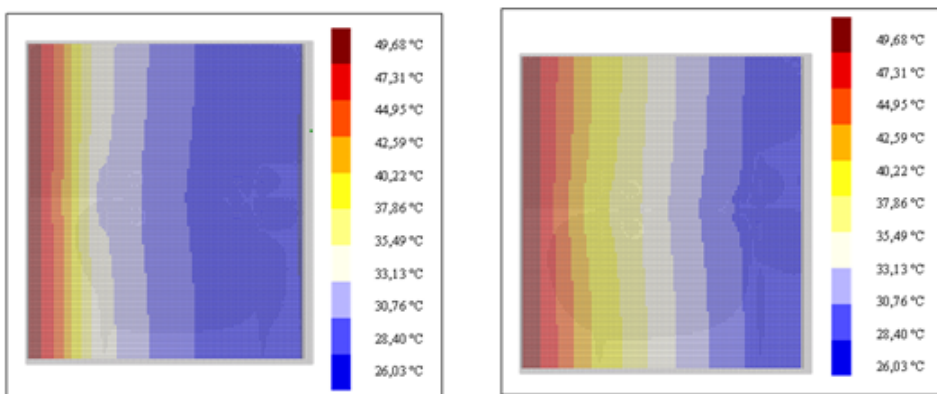 49,68 °C
47,31 °C
44,95 °C
42,59 °C
40,22 °C
37,86 °C
35,49 °C
33,13 °C
30,76 °C
28,40 °C
26,03 °C
49,68 °C
47,31 °C
44,95 °C
42,59 °C
40,22 °C
37,86 °C
35,49 °C
33,13 °C
30,76 °C
28,40 °C
26,03 °C